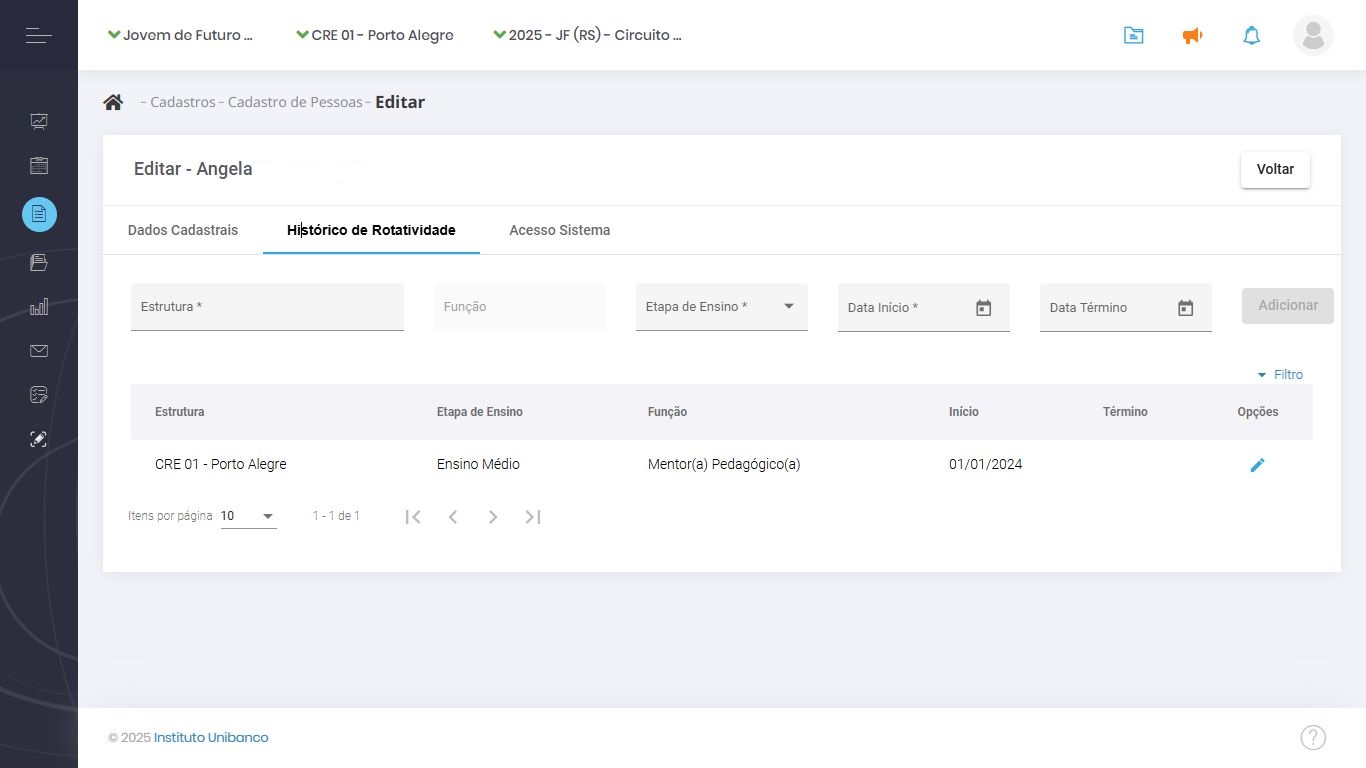 Jovem de Futuro ... CRE 01 - Porto Alegre 2025 - JF (RS) - Circuito ...
- Cadastros - Cadastro de Pessoas - Editar
Editar - Angela
Voltar
Dados Cadastrais Histórico de Rotatividade Acesso Sistema
Estrutura * Função Etapa de Ensino * Data Início * Data Término Adicionar
Filtro
Estrutura Etapa de Ensino Função Início Término Opções
CRE 01 - Porto Alegre Ensino Médio Mentor(a) Pedagógico(a) 01/01/2024
Itens por página 10 1 - 1 de 1
© 2025 Instituto Unibanco
?